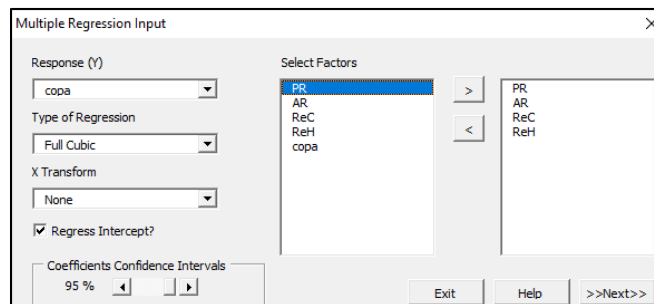 Multiple Regression Input
Response (Y)
copa
Type of Regression
Full Cubic
X Transform
None
Regress Intercept?
Coefficients Confidence Intervals
95 %
Select Factors
PR
AR
ReC
ReH
copa
>
<
PR
AR
ReC
ReH
Exit
Help
>>Next>>